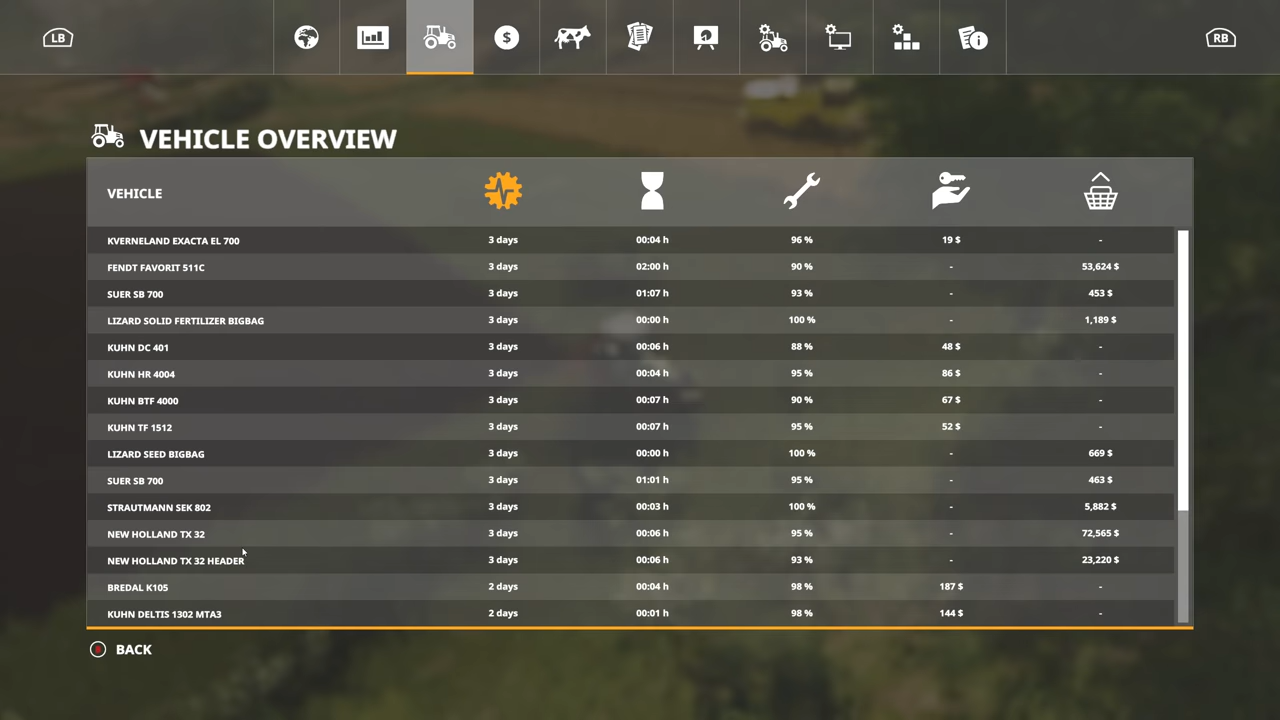 LB
$
RB
VEHICLE OVERVIEW
VEHICLE
KVERNELAND EXACTA EL 700 3 days 00:04 h 96 % 19 $ -
FENDT FAVORIT 511C 3 days 02:00 h 90 % - 53,624 $
SUER SB 700 3 days 01:07 h 93 % - 453 $
LIZARD SOLID FERTILIZER BIGBAG 3 days 00:00 h 100 % - 1,189 $
KUHN DC 401 3 days 00:06 h 88 % 48 $ -
KUHN HR 4004 3 days 00:04 h 95 % 86 $ -
KUHN BTF 4000 3 days 00:07 h 90 % 67 $ -
KUHN TF 1512 3 days 00:07 h 95 % 52 $ -
LIZARD SEED BIGBAG 3 days 00:00 h 100 % - 669 $
SUER SB 700 3 days 01:01 h 95 % - 463 $
STRAUTMANN SEK 802 3 days 00:03 h 100 % - 5,882 $
NEW HOLLAND TX 32 3 days 00:06 h 95 % - 72,565 $
NEW HOLLAND TX 32 HEADER 3 days 00:06 h 93 % - 23,220 $
BREDAL K105 2 days 00:04 h 98 % 187 $ -
KUHN DELTIS 1302 MTA3 2 days 00:01 h 98 % 144 $ -
BACK